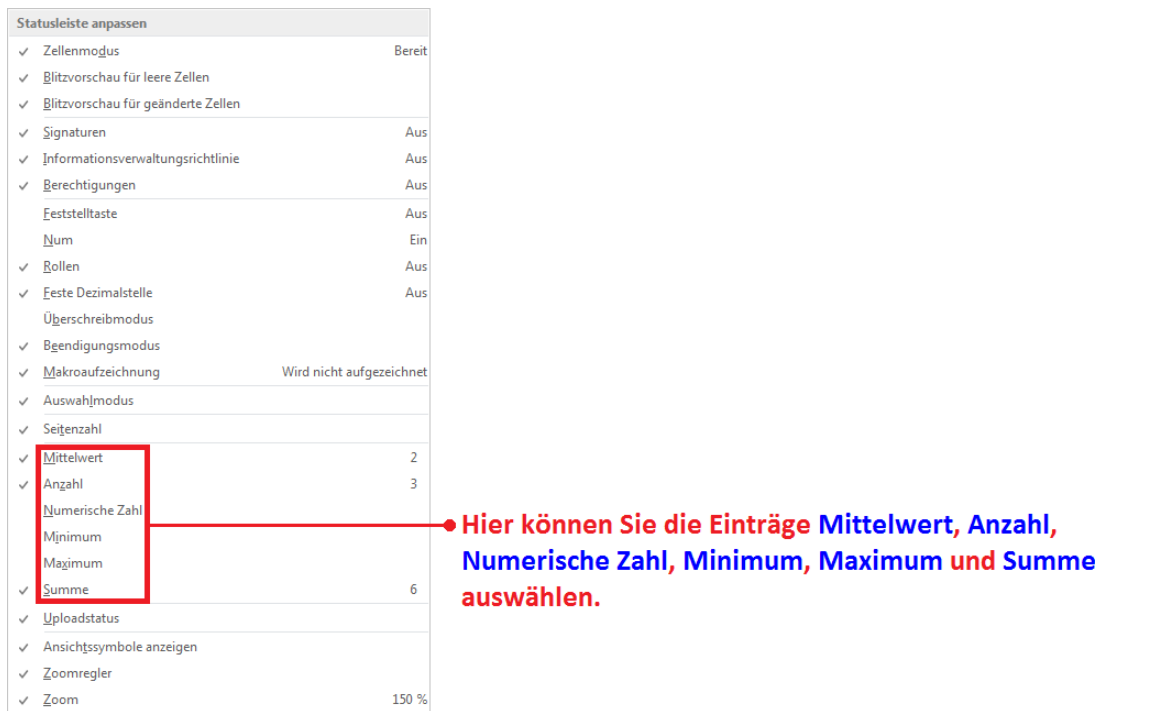 Statusleiste anpassen
Zellenmodus Bereit
Blitzvorschau für leere Zellen
Blitzvorschau für geänderte Zellen
Signaturen Aus
Informationsverwaltungsrichtlinie Aus
Berechtigungen Aus
Feststelltaste Aus
Num Ein
Rollen Aus
Feste Dezimalstelle Aus
Überschreibmodus
Beendigungsmodus
Makroaufzeichnung Wird nicht aufgezeichnet
Auswahlmodus
Seitenzahl
Mittelwert 2
Anzahl 3
Numerische Zahl
Minimum
Maximum
Summe 6
Uploadstatus
Ansichtssymbole anzeigen
Zoomregler
Zoom 150 %
Hier können Sie die Einträge Mittelwert, Anzahl,
Numerische Zahl, Minimum, Maximum und Summe
auswählen.